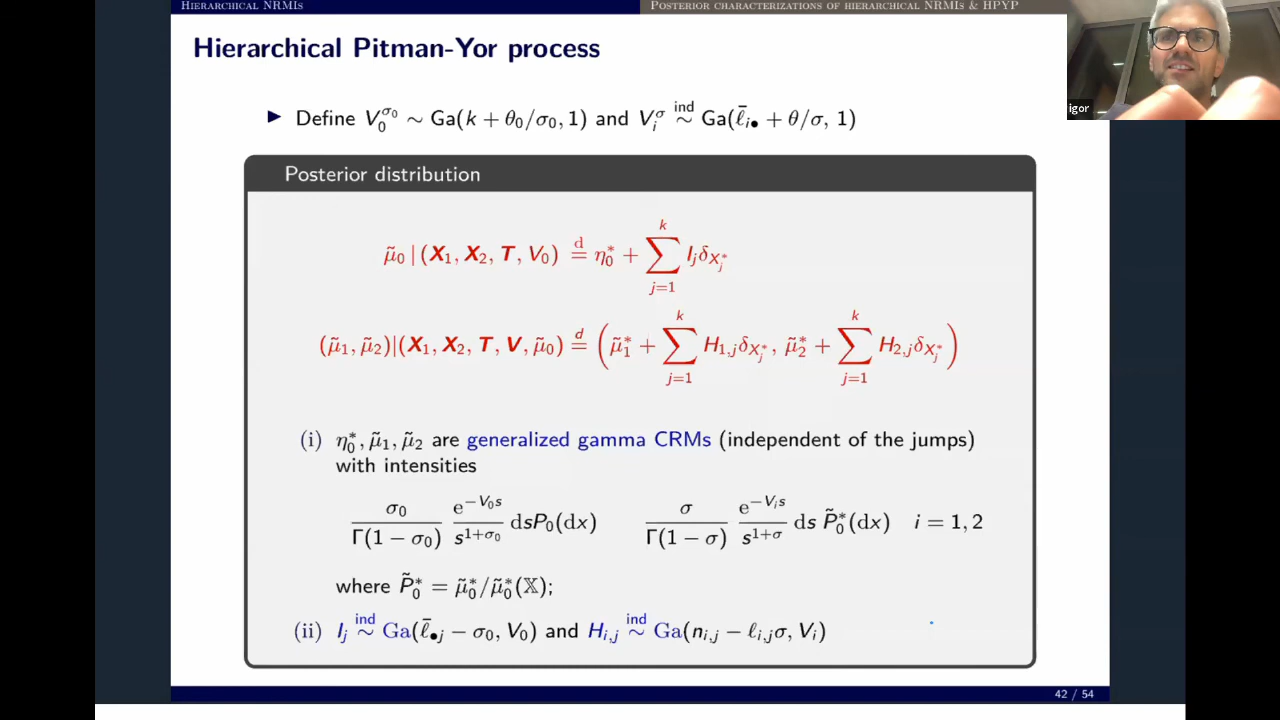 HIERARCHICAL NRMIS
POSTERIOR CHARACTERIZATIONS OF HIERARCHICAL NRMIS & HPYP
Hierarchical Pitman-Yor process
igor
▶ Define V_0^{σ_0} ∼ Ga(k + θ_0/σ_0, 1) and V_i^σ ∼^{ind} Ga(ℓ̄_{i•} + θ/σ, 1)
Posterior distribution
μ̃_0 | (X_1, X_2, T, V_0) =^d η_0^* + ∑_{j=1}^k I_j δ_{X_j^*}
(μ̃_1, μ̃_2)|(X_1, X_2, T, V, μ̃_0) =^d (μ̃_1^* + ∑_{j=1}^k H_{1,j} δ_{X_j^*}, μ̃_2^* + ∑_{j=1}^k H_{2,j} δ_{X_j^*})
(i) η_0^*, μ̃_1, μ̃_2 are generalized gamma CRMs (independent of the jumps)
with intensities
σ_0/Γ(1 − σ_0) e^{−V_0 s}/s^{1+σ_0} ds P_0(dx) σ/Γ(1 − σ) e^{−V_i s}/s^{1+σ} ds P̃_0^*(dx) i = 1, 2
where P̃_0^* = μ̃_0^*/μ̃_0^*(𝕏);
(ii) I_j ∼^{ind} Ga(ℓ̄_{•j} − σ_0, V_0) and H_{i,j} ∼^{ind} Ga(n_{i,j} − ℓ_{i,j}σ, V_i)
42 / 54